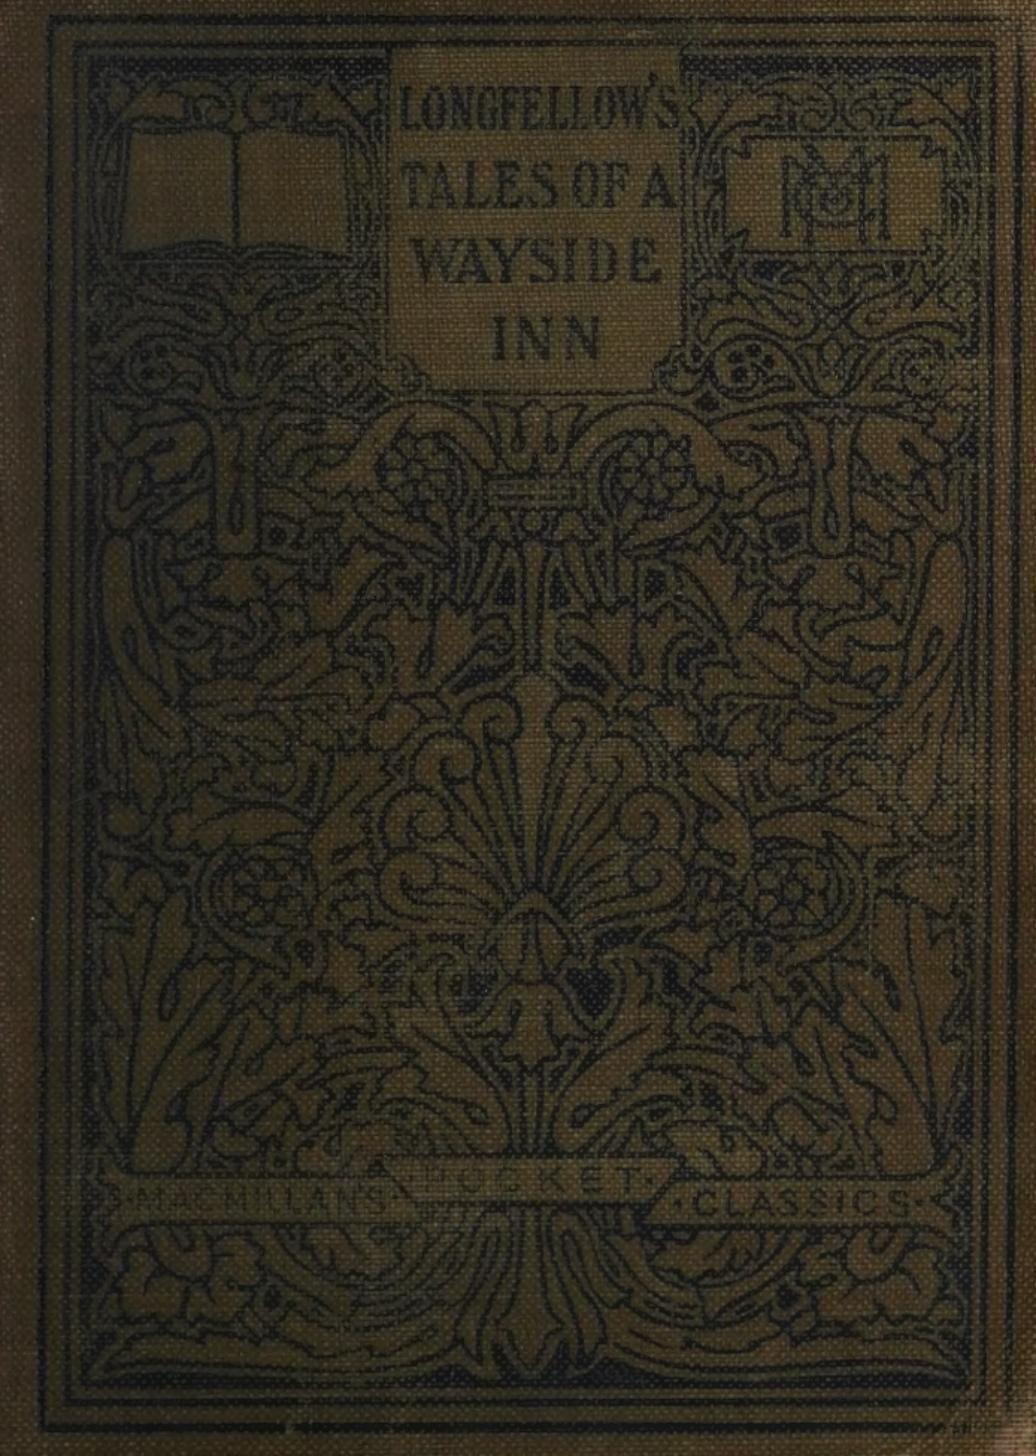 LONGFELLOW'S
TALES OF A
WAYSIDE
INN
MACMILLAN'S · POCKET · CLASSICS